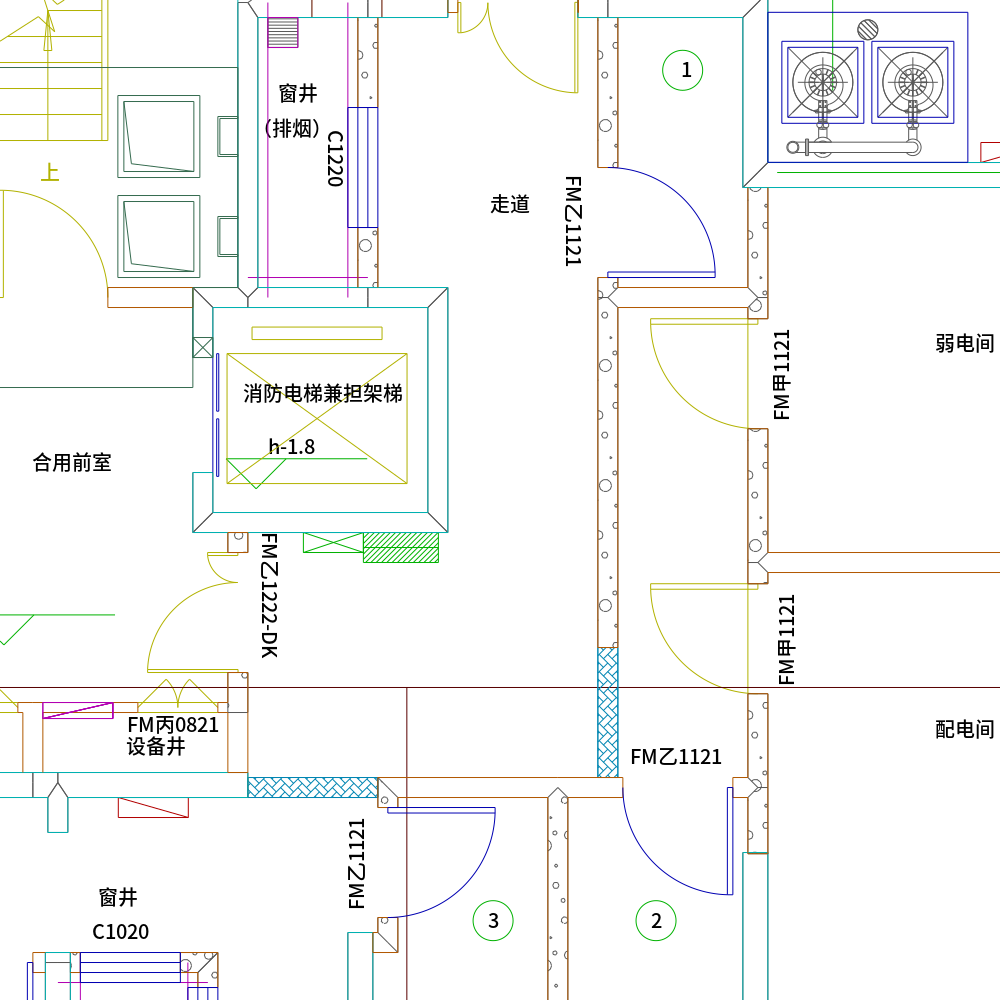 1
窗井
（排烟）
C1220
上
走道
FM乙1121
弱电间
FM甲1121
消防电梯兼担架梯
h-1.8
合用前室
FM乙1222-DK
FM甲1121
FM丙0821
设备井
配电间
FM乙1121
FM乙1121
窗井
C1020
3
2